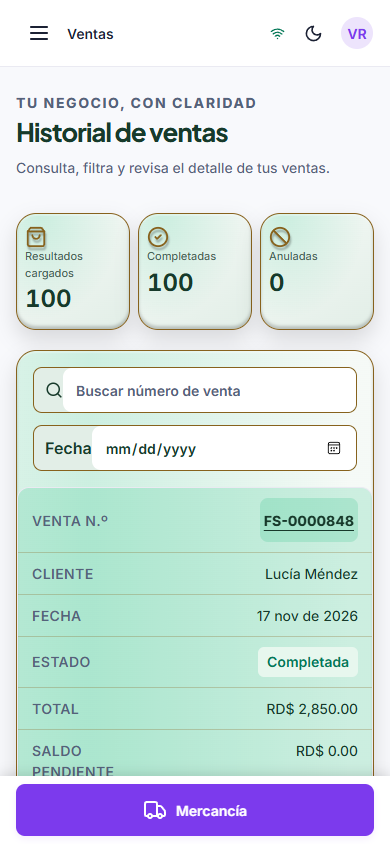 Ventas
VR
TU NEGOCIO, CON CLARIDAD
Historial de ventas
Consulta, filtra y revisa el detalle de tus ventas.
Resultados cargados
100
Completadas
100
Anuladas
0
Buscar número de venta
Fecha mm/dd/yyyy
VENTA N.º FS-0000848
CLIENTE Lucía Méndez
FECHA 17 nov de 2026
ESTADO Completada
TOTAL RD$ 2,850.00
SALDO PENDIENTE RD$ 0.00
Mercancía